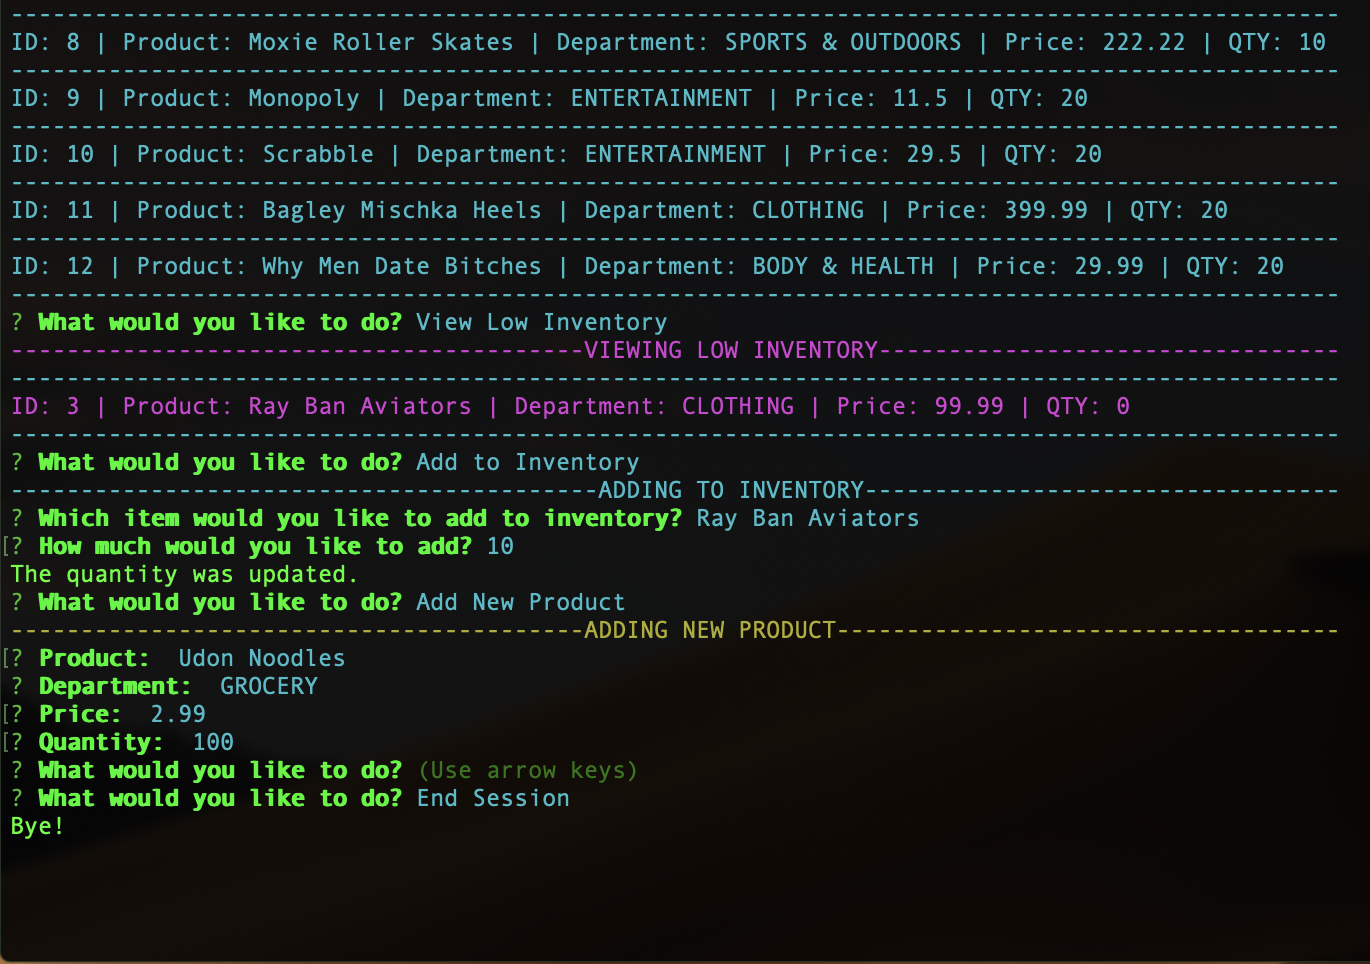 -----------------------------------------------------------------------------------------------
ID: 8 | Product: Moxie Roller Skates | Department: SPORTS & OUTDOORS | Price: 222.22 | QTY: 10
-----------------------------------------------------------------------------------------------
ID: 9 | Product: Monopoly | Department: ENTERTAINMENT | Price: 11.5 | QTY: 20
-----------------------------------------------------------------------------------------------
ID: 10 | Product: Scrabble | Department: ENTERTAINMENT | Price: 29.5 | QTY: 20
-----------------------------------------------------------------------------------------------
ID: 11 | Product: Bagley Mischka Heels | Department: CLOTHING | Price: 399.99 | QTY: 20
-----------------------------------------------------------------------------------------------
ID: 12 | Product: Why Men Date Bitches | Department: BODY & HEALTH | Price: 29.99 | QTY: 20
-----------------------------------------------------------------------------------------------
? What would you like to do? View Low Inventory
-----------------------------------------VIEWING LOW INVENTORY---------------------------------
-----------------------------------------------------------------------------------------------
ID: 3 | Product: Ray Ban Aviators | Department: CLOTHING | Price: 99.99 | QTY: 0
-----------------------------------------------------------------------------------------------
? What would you like to do? Add to Inventory
------------------------------------------ADDING TO INVENTORY----------------------------------
? Which item would you like to add to inventory? Ray Ban Aviators
[? How much would you like to add? 10
The quantity was updated.
? What would you like to do? Add New Product
-----------------------------------------ADDING NEW PRODUCT------------------------------------
[? Product:  Udon Noodles
? Department:  GROCERY
[? Price:  2.99
[? Quantity:  100
? What would you like to do? (Use arrow keys)
? What would you like to do? End Session
Bye!